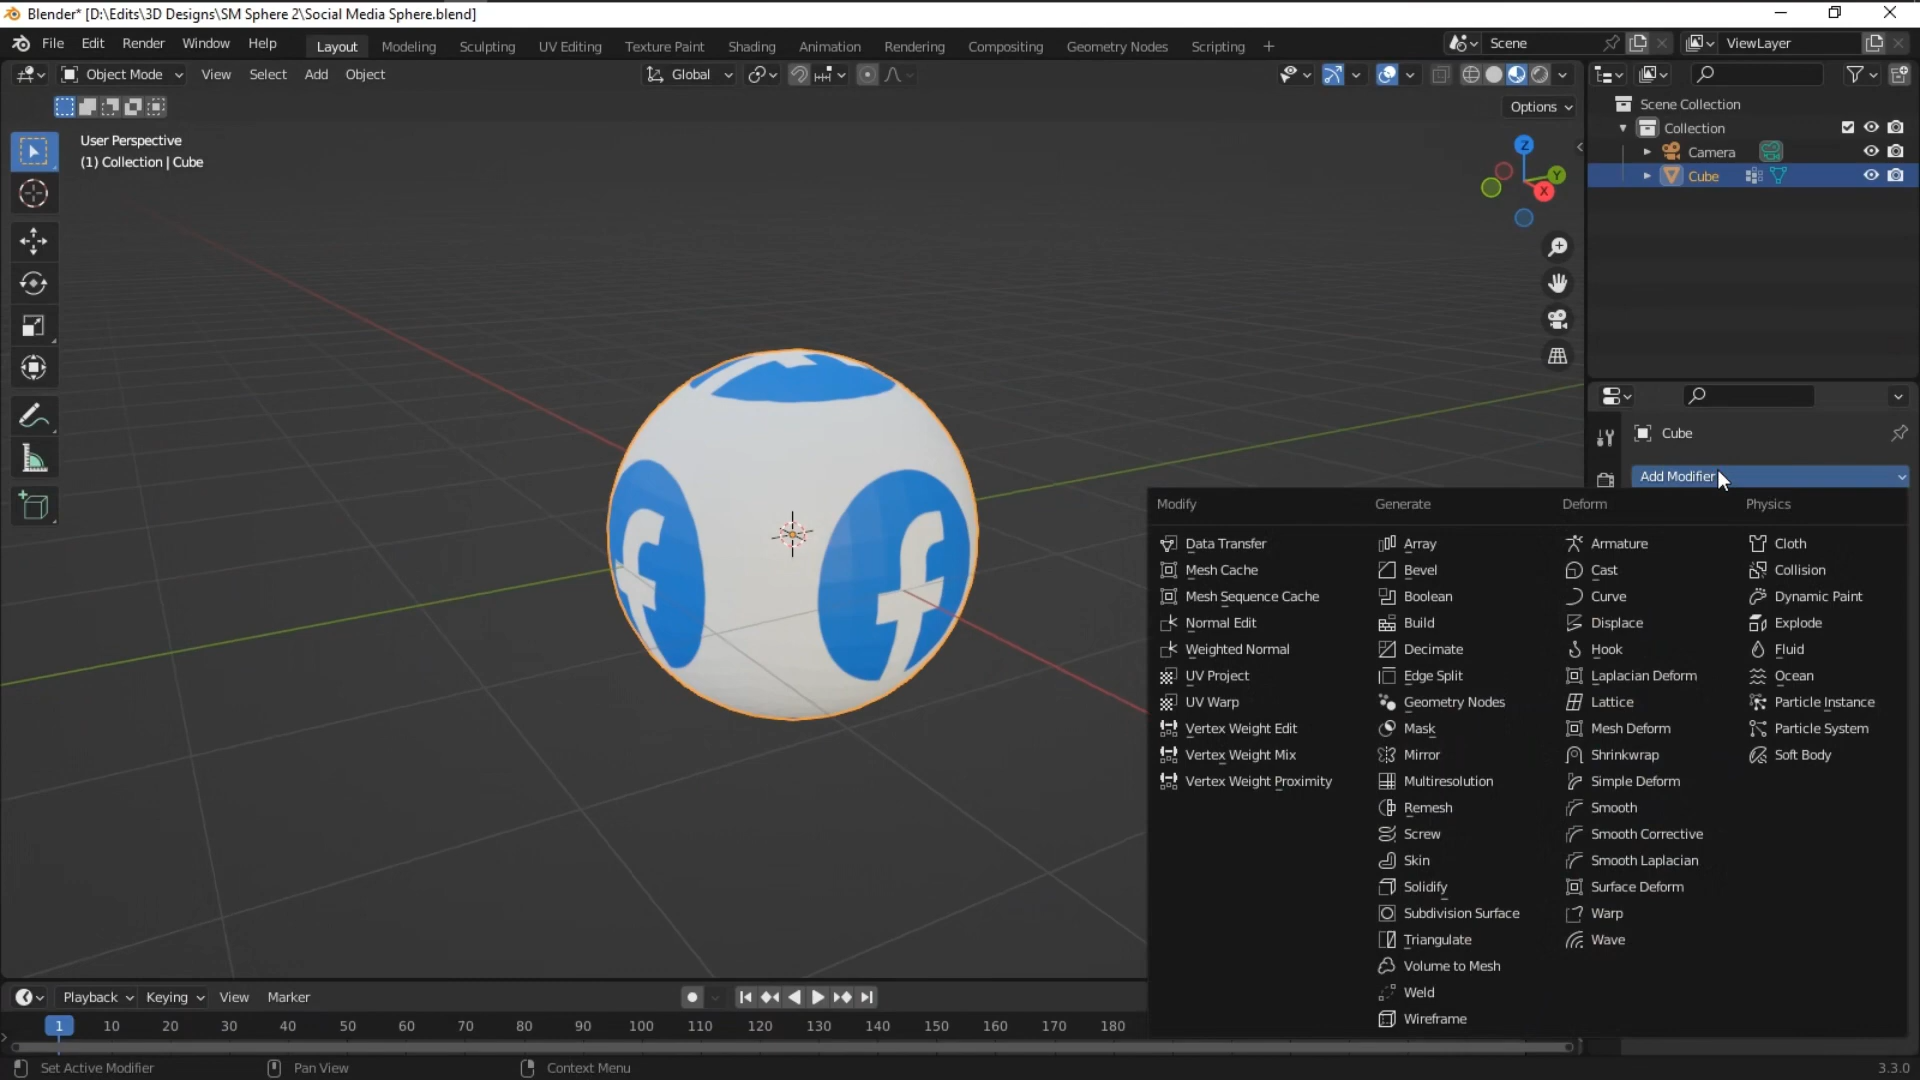 Blender* [D:\Edits\3D Designs\SM Sphere 2\Social Media Sphere.blend]
File Edit Render Window Help Layout Modeling Sculpting UV Editing Texture Paint Shading Animation Rendering Compositing Geometry Nodes Scripting + Scene ViewLayer
Object Mode View Select Add Object Global
Options
User Perspective
(1) Collection | Cube
Z
Y
X
Scene Collection
Collection
Camera
Cube
Cube
Add Modifier
Modify Generate Deform Physics
Data Transfer Array Armature Cloth
Mesh Cache Bevel Cast Collision
Mesh Sequence Cache Boolean Curve Dynamic Paint
Normal Edit Build Displace Explode
Weighted Normal Decimate Hook Fluid
UV Project Edge Split Laplacian Deform Ocean
UV Warp Geometry Nodes Lattice Particle Instance
Vertex Weight Edit Mask Mesh Deform Particle System
Vertex Weight Mix Mirror Shrinkwrap Soft Body
Vertex Weight Proximity Multiresolution Simple Deform
Remesh Smooth
Screw Smooth Corrective
Skin Smooth Laplacian
Solidify Surface Deform
Subdivision Surface Warp
Triangulate Wave
Volume to Mesh
Weld
Wireframe
Playback Keying View Marker
1 10 20 30 40 50 60 70 80 90 100 110 120 130 140 150 160 170 180
Set Active Modifier Pan View Context Menu 3.3.0